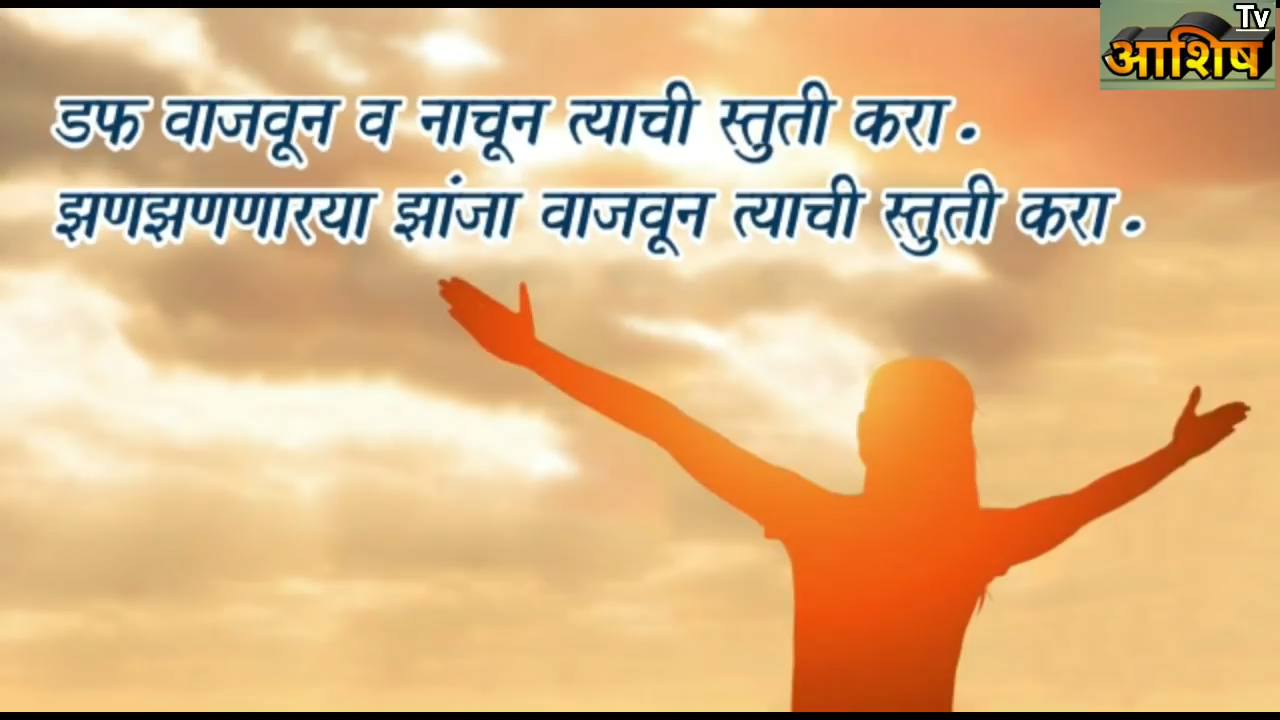 Tv
आशिष
डफ वाजवून व नाचून त्याची स्तुती करा.
झणझणणारया झांजा वाजवून त्याची स्तुती करा.